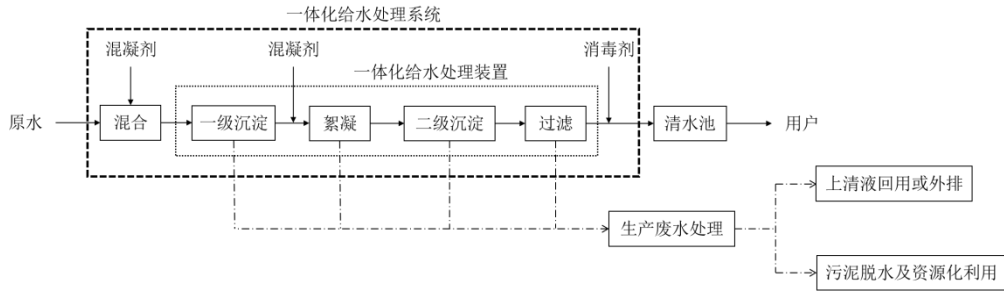 一体化给水处理系统
混凝剂
混凝剂
消毒剂
一体化给水处理装置
原水
混合
一级沉淀
絮凝
二级沉淀
过滤
清水池
用户
上清液回用或外排
生产废水处理
污泥脱水及资源化利用